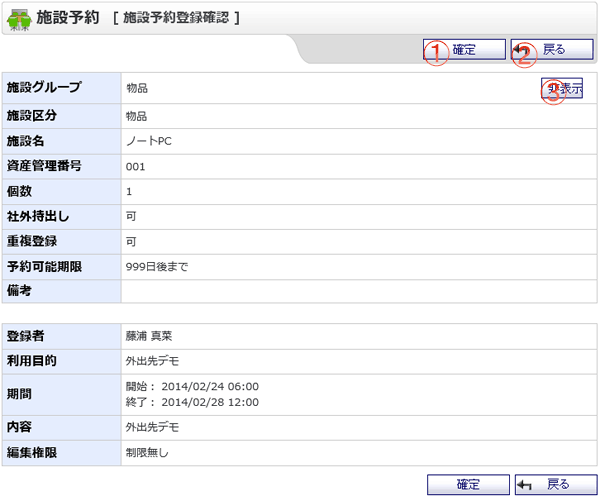 施設予約 [ 施設予約登録確認 ]
① 確定 ② 戻る
施設グループ 物品 ③ 非表示
施設区分 物品
施設名 ノートPC
資産管理番号 001
個数 1
社外持出し 可
重複登録 可
予約可能期限 999日後まで
備考
登録者 藤浦 真菜
利用目的 外出先デモ
期間 開始： 2014/02/24 06:00
終了： 2014/02/28 12:00
内容 外出先デモ
編集権限 制限無し
確定 戻る